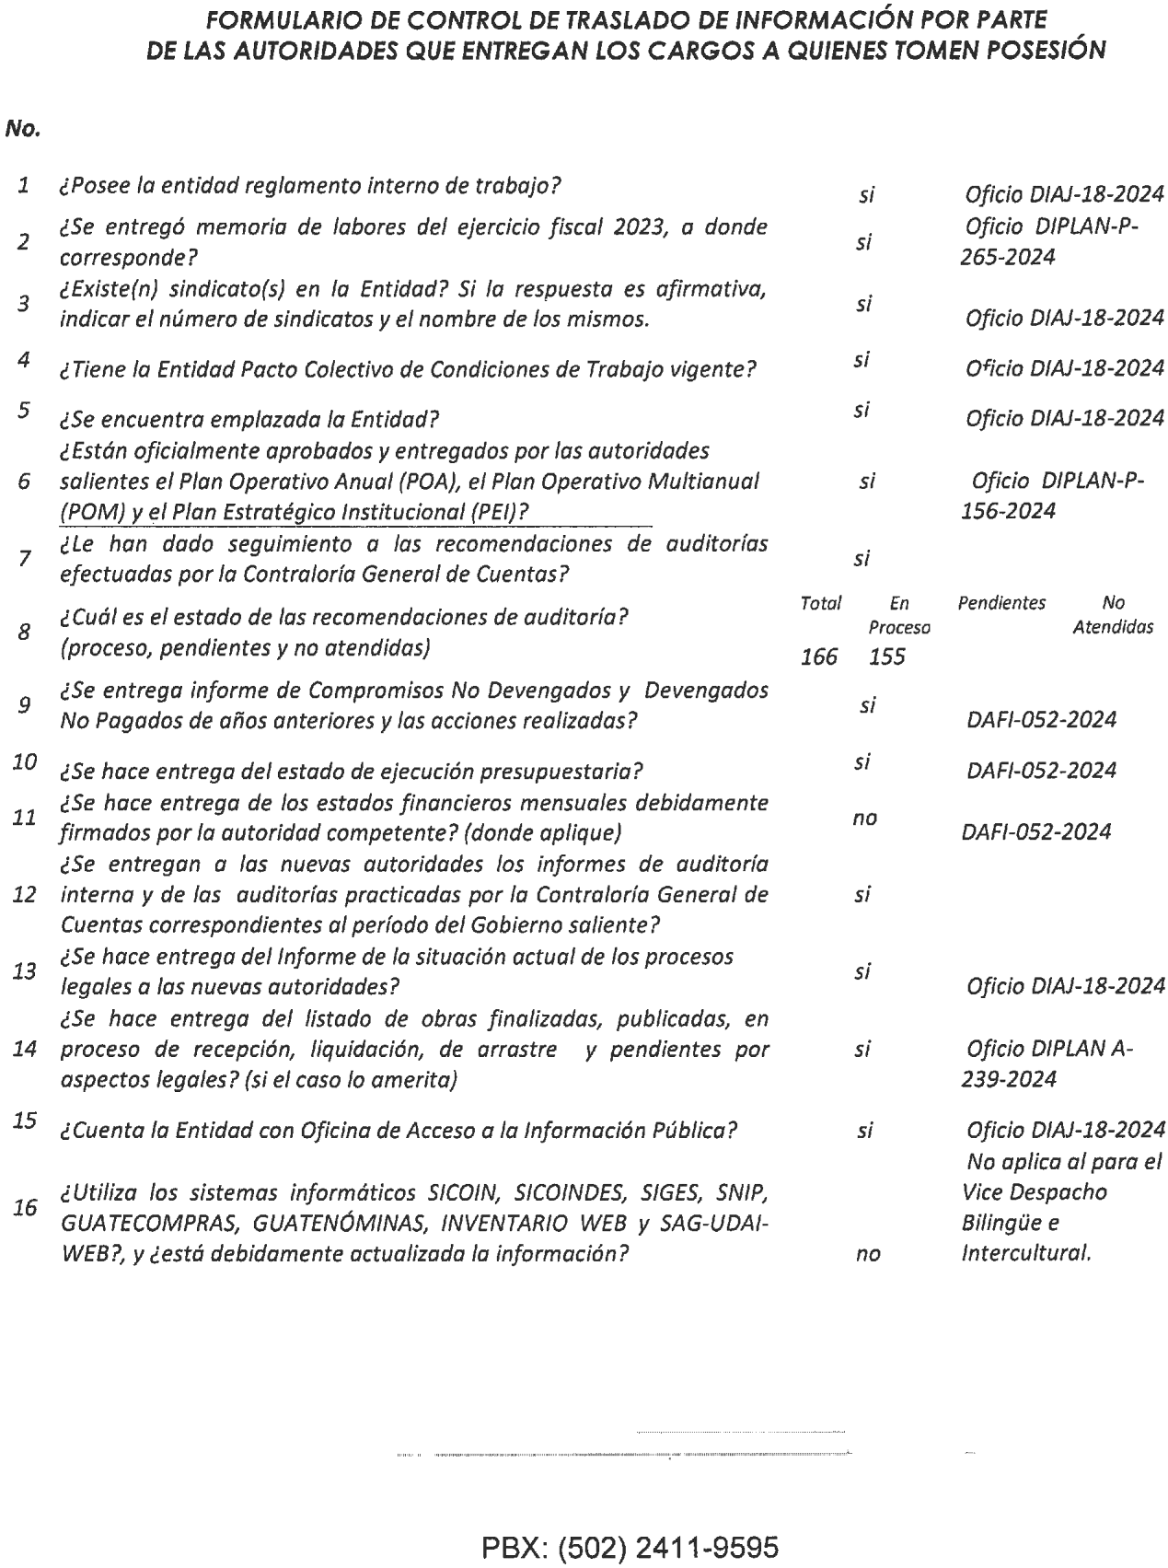 FORMULARIO DE CONTROL DE TRASLADO DE INFORMACIÓN POR PARTE
DE LAS AUTORIDADES QUE ENTREGAN LOS CARGOS A QUIENES TOMEN POSESIÓN
No.
1 ¿Posee la entidad reglamento interno de trabajo? si Oficio DIAJ-18-2024
2 ¿Se entregó memoria de labores del ejercicio fiscal 2023, a donde
corresponde? si Oficio DIPLAN-P-
265-2024
3 ¿Existe(n) sindicato(s) en la Entidad? Si la respuesta es afirmativa,
indicar el número de sindicatos y el nombre de los mismos. si Oficio DIAJ-18-2024
4 ¿Tiene la Entidad Pacto Colectivo de Condiciones de Trabajo vigente? si Oficio DIAJ-18-2024
5 ¿Se encuentra emplazada la Entidad? si Oficio DIAJ-18-2024
¿Están oficialmente aprobados y entregados por las autoridades
6 salientes el Plan Operativo Anual (POA), el Plan Operativo Multianual si Oficio DIPLAN-P-
(POM) y el Plan Estratégico Institucional (PEI)? 156-2024
7 ¿Le han dado seguimiento a las recomendaciones de auditorías
efectuadas por la Contraloría General de Cuentas? si
Total En Pendientes No
Proceso Atendidas
8 ¿Cuál es el estado de las recomendaciones de auditoría?
(proceso, pendientes y no atendidas) 166 155
9 ¿Se entrega informe de Compromisos No Devengados y Devengados
No Pagados de años anteriores y las acciones realizadas? si DAFI-052-2024
10 ¿Se hace entrega del estado de ejecución presupuestaria? si DAFI-052-2024
11 ¿Se hace entrega de los estados financieros mensuales debidamente
firmados por la autoridad competente? (donde aplique) no DAFI-052-2024
¿Se entregan a las nuevas autoridades los informes de auditoría
12 interna y de las auditorías practicadas por la Contraloría General de si
Cuentas correspondientes al período del Gobierno saliente?
13 ¿Se hace entrega del Informe de la situación actual de los procesos
legales a las nuevas autoridades? si Oficio DIAJ-18-2024
¿Se hace entrega del listado de obras finalizadas, publicadas, en
14 proceso de recepción, liquidación, de arrastre y pendientes por si Oficio DIPLAN A-
aspectos legales? (si el caso lo amerita) 239-2024
15 ¿Cuenta la Entidad con Oficina de Acceso a la Información Pública? si Oficio DIAJ-18-2024
No aplica al para el
16 ¿Utiliza los sistemas informáticos SICOIN, SICOINDES, SIGES, SNIP, Vice Despacho
GUATECOMPRAS, GUATENÓMINAS, INVENTARIO WEB y SAG-UDAI- Bilingüe e
WEB?, y ¿está debidamente actualizada la información? no Intercultural.
PBX: (502) 2411-9595